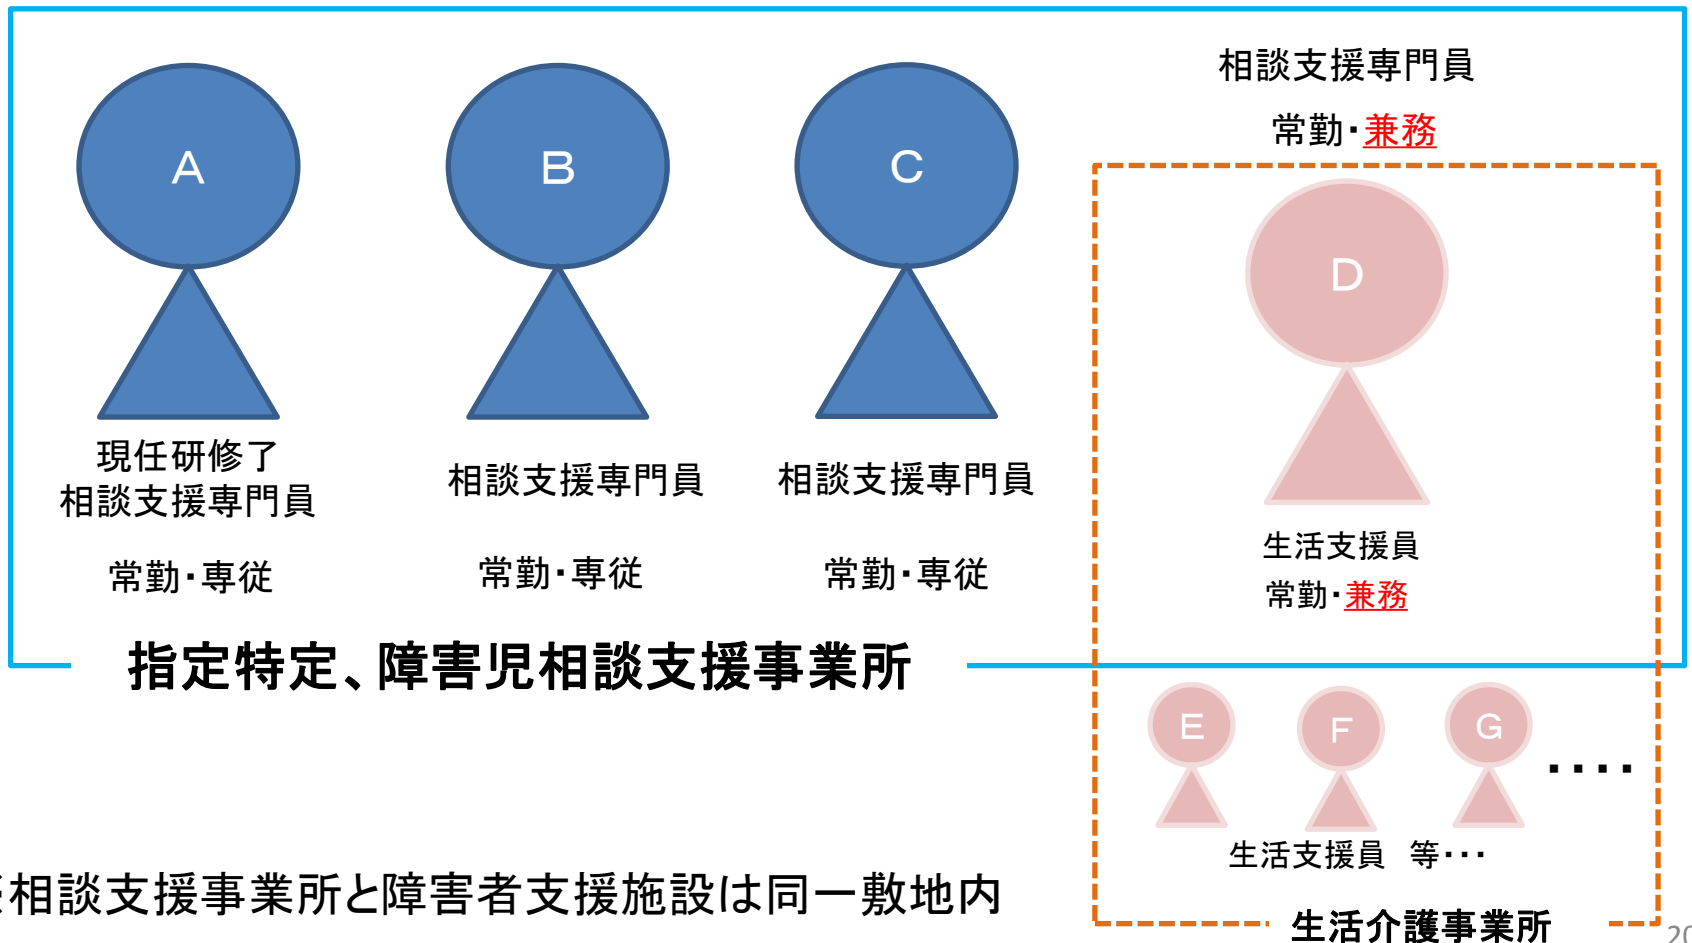 相談支援専門員
常勤・兼務
A
B
C
D
現任研修了
相談支援専門員
常勤・専従
相談支援専門員
常勤・専従
相談支援専門員
常勤・専従
生活支援員
常勤・兼務
指定特定、障害児相談支援事業所
E
F
G
・・・・
生活支援員　等・・・
相談支援事業所と障害者支援施設は同一敷地内
生活介護事業所
20